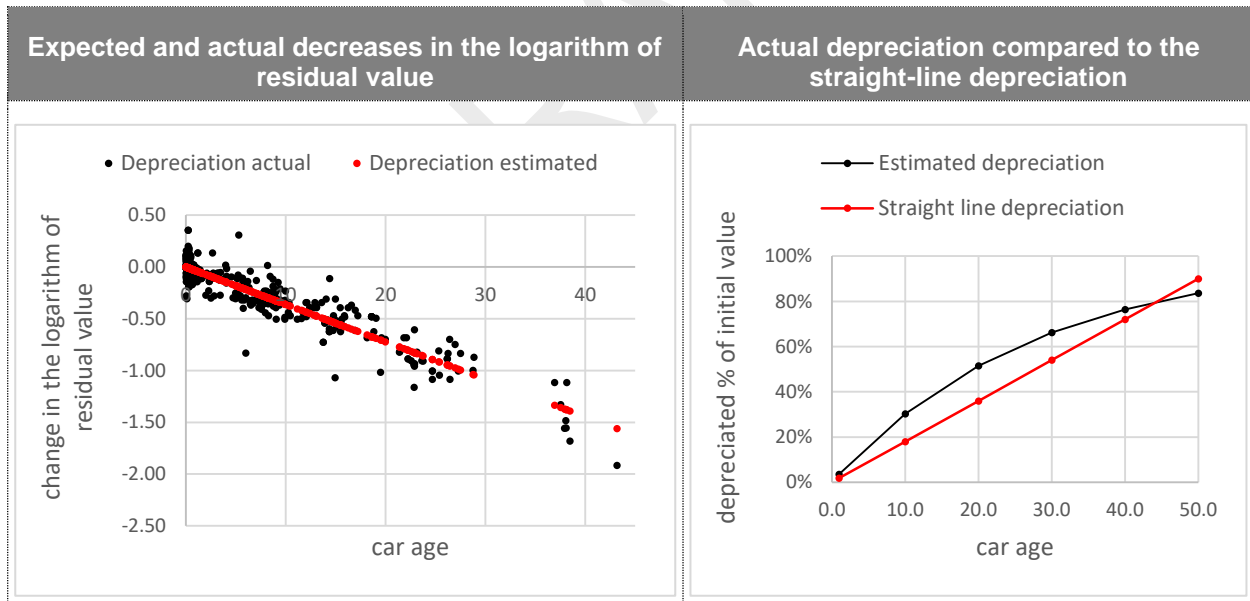 Expected and actual decreases in the logarithm of
residual value
Actual depreciation compared to the
straight-line depreciation
Depreciation actual
Depreciation estimated
change in the logarithm of
residual value
0.50
0.00
-0.50
-1.00
-1.50
-2.00
-2.50
0
10
20
30
40
car age
Estimated depreciation
Straight line depreciation
depreciated % of initial value
100%
80%
60%
40%
20%
0%
0.0
10.0
20.0
30.0
40.0
50.0
car age